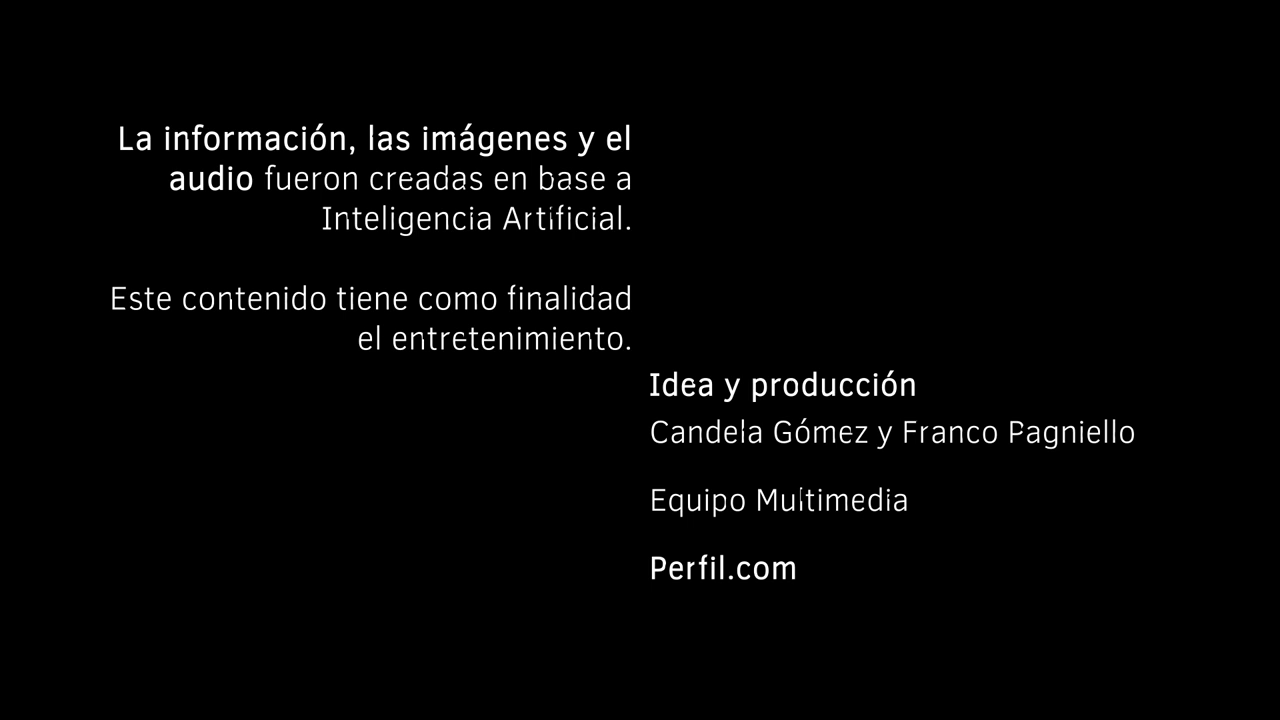 La información, las imágenes y el
audio fueron creadas en base a
Inteligencia Artificial.
Este contenido tiene como finalidad
el entretenimiento.
Idea y producción
Candela Gómez y Franco Pagniello
Equipo Multimedia
Perfil.com